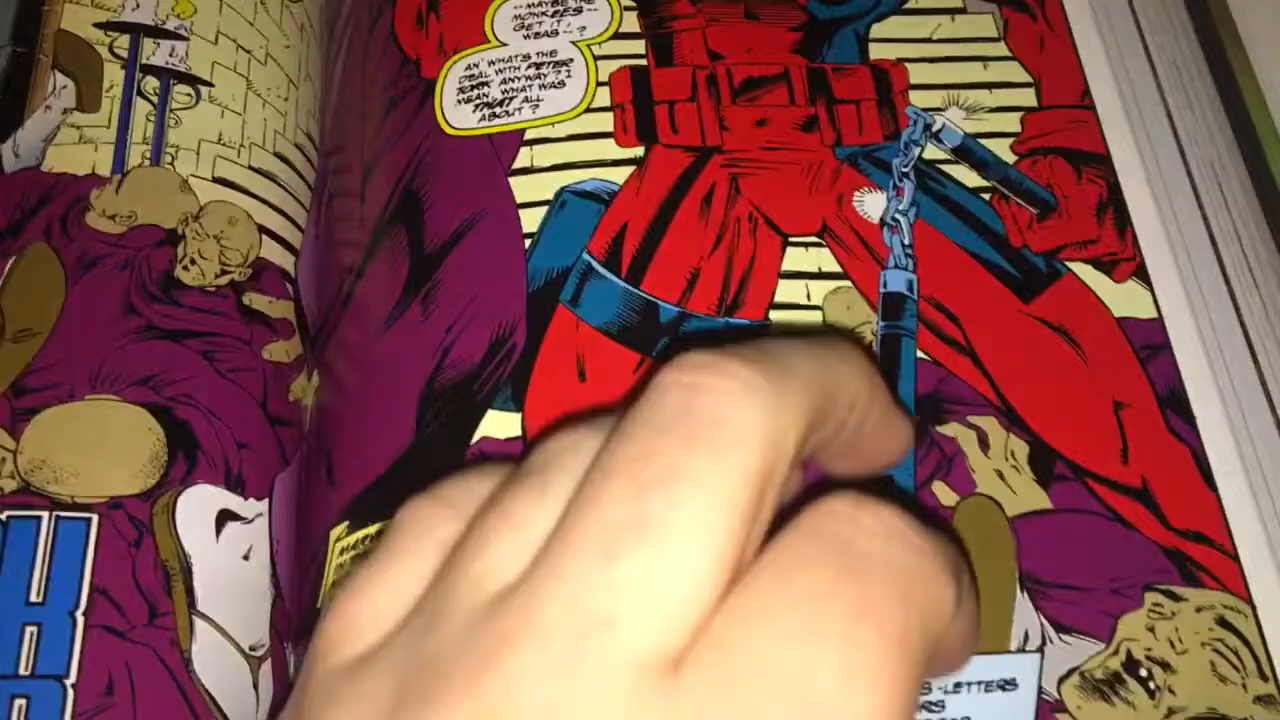 --MAYBE THE
MONKEES--
GET IT,
WEAS--?
AN' WHAT'S THE
DEAL WITH PETER
TORK ANYWAY? I
MEAN, WHAT WAS
THAT ALL
ABOUT?
-LETTERS